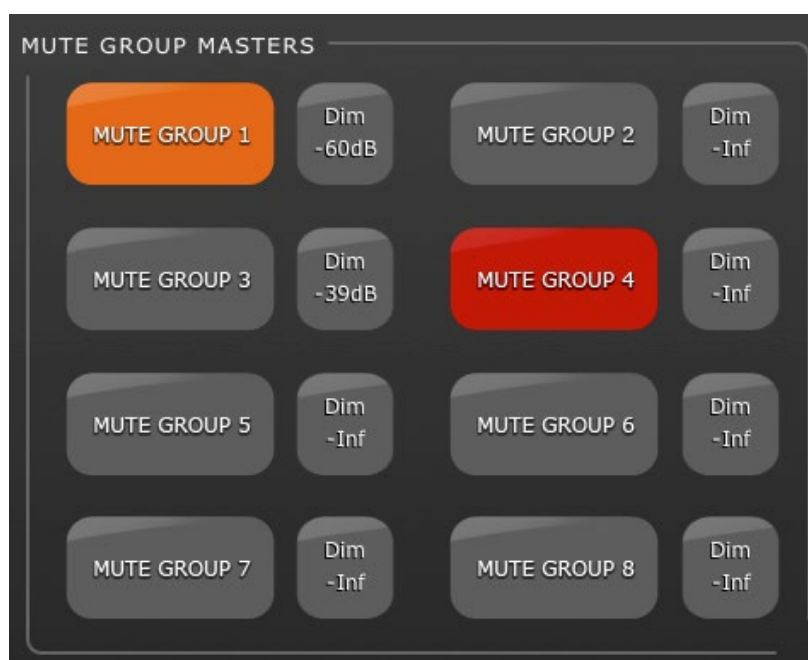 MUTE GROUP MASTERS
MUTE GROUP 1
Dim
-60dB
MUTE GROUP 2
Dim
-Inf
MUTE GROUP 3
Dim
-39dB
MUTE GROUP 4
Dim
-Inf
MUTE GROUP 5
Dim
-Inf
MUTE GROUP 6
Dim
-Inf
MUTE GROUP 7
Dim
-Inf
MUTE GROUP 8
Dim
-Inf